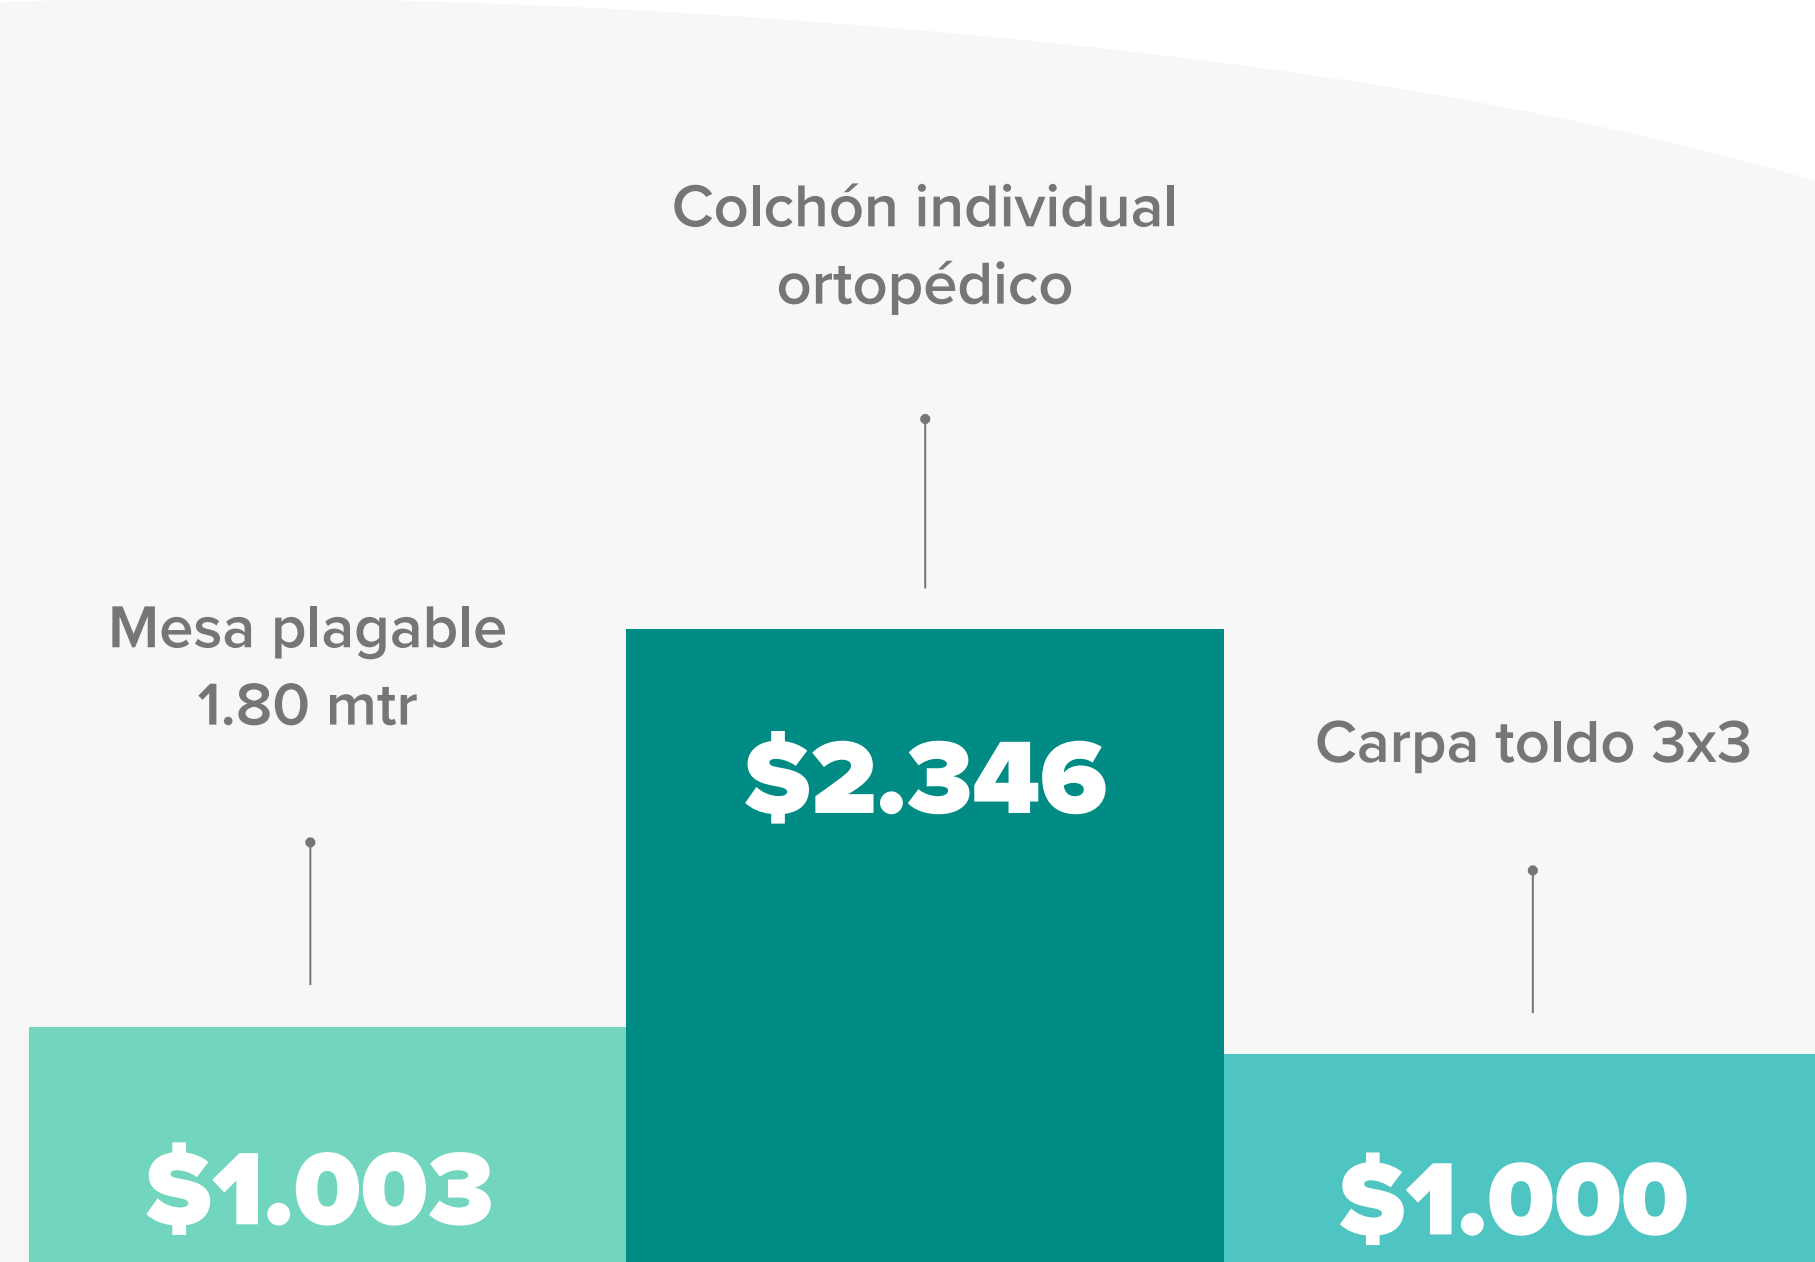 Colchón individual
ortopédico
Mesa plagable
1.80 mtr
$2.346
Carpa toldo 3x3
$1.003
$1.000